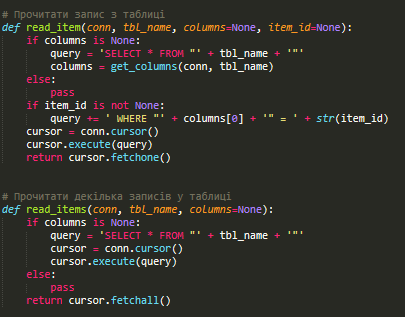 # Прочитати запис з таблиці
def read_item(conn, tbl_name, columns=None, item_id=None):
    if columns is None:
        query = 'SELECT * FROM "' + tbl_name + '"'
        columns = get_columns(conn, tbl_name)
    else:
        pass
    if item_id is not None:
        query += ' WHERE "' + columns[0] + '" = ' + str(item_id)
    cursor = conn.cursor()
    cursor.execute(query)
    return cursor.fetchone()
# Прочитати декілька записів у таблиці
def read_items(conn, tbl_name, columns=None):
    if columns is None:
        query = 'SELECT * FROM "' + tbl_name + '"'
        cursor = conn.cursor()
        cursor.execute(query)
    else:
        pass
    return cursor.fetchall()